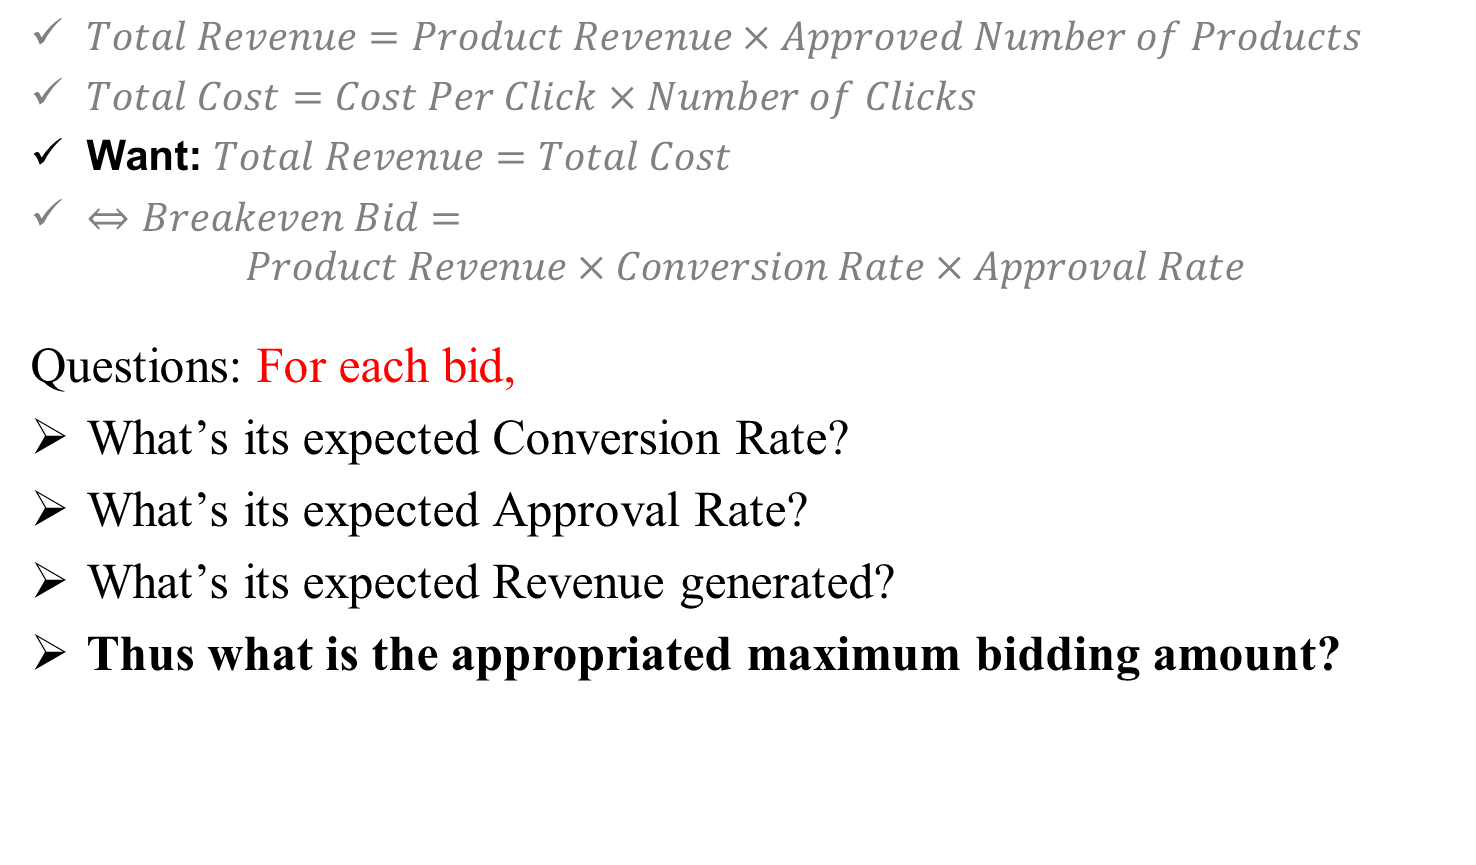 ✓ Total Revenue = Product Revenue × Approved Number of Products
✓ Total Cost = Cost Per Click × Number of Clicks
✓ Want: Total Revenue = Total Cost
✓ ⇔ Breakeven Bid =
Product Revenue × Conversion Rate × Approval Rate
Questions: For each bid,
➢ What’s its expected Conversion Rate?
➢ What’s its expected Approval Rate?
➢ What’s its expected Revenue generated?
➢ Thus what is the appropriated maximum bidding amount?